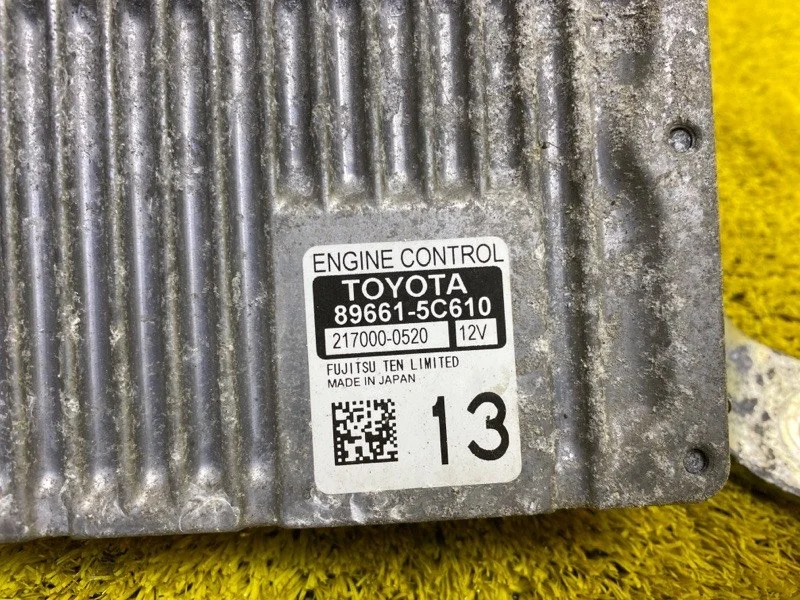 ENGINE CONTROL
TOYOTA
89661-5C610
217000-0520 12V
FUJITSU TEN LIMITED
MADE IN JAPAN
13